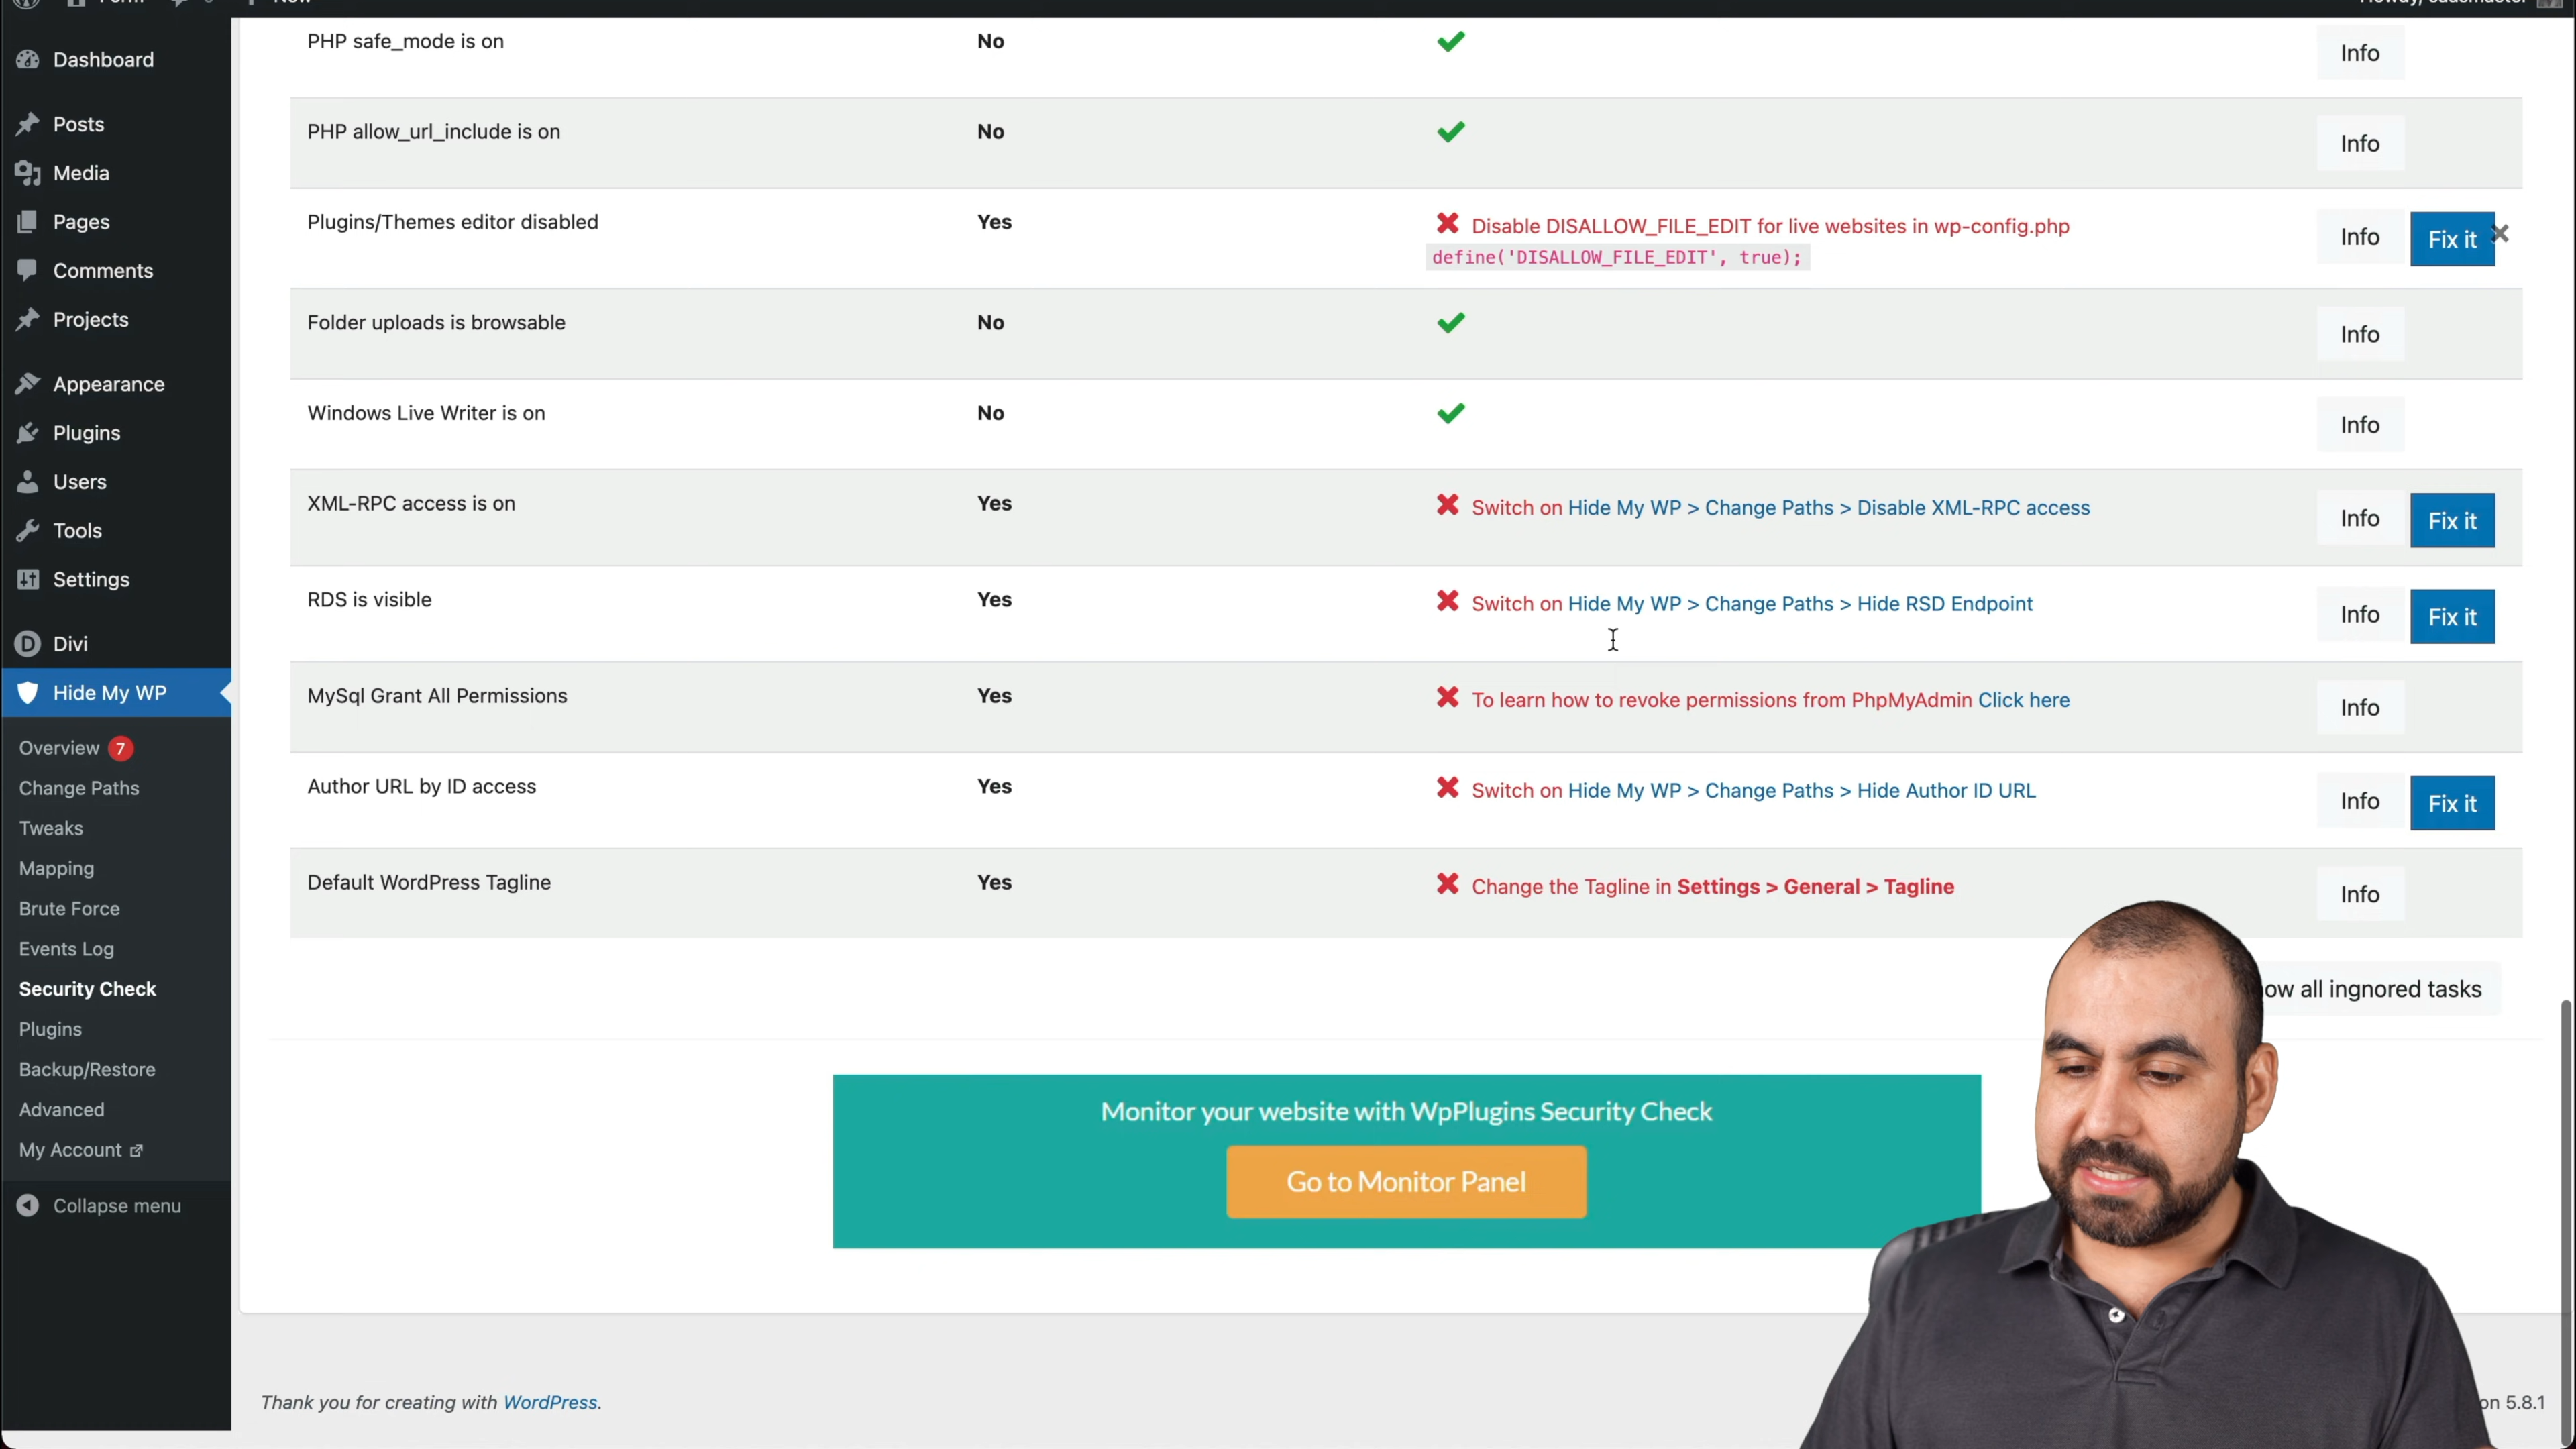 Dashboard
Posts
Media
Pages
Comments
Projects
Appearance
Plugins
Users
Tools
Settings
Divi
Hide My WP
Overview 7
Change Paths
Tweaks
Mapping
Brute Force
Events Log
Security Check
Plugins
Backup/Restore
Advanced
My Account
Collapse menu
PHP safe_mode is on No Info
PHP allow_url_include is on No Info
Plugins/Themes editor disabled Yes Disable DISALLOW_FILE_EDIT for live websites in wp-config.php Info Fix it
define('DISALLOW_FILE_EDIT', true);
Folder uploads is browsable No Info
Windows Live Writer is on No Info
XML-RPC access is on Yes Switch on Hide My WP > Change Paths > Disable XML-RPC access Info Fix it
RDS is visible Yes Switch on Hide My WP > Change Paths > Hide RSD Endpoint Info Fix it
MySql Grant All Permissions Yes To learn how to revoke permissions from PhpMyAdmin Click here Info
Author URL by ID access Yes Switch on Hide My WP > Change Paths > Hide Author ID URL Info Fix it
Default WordPress Tagline Yes Change the Tagline in Settings > General > Tagline Info
all ingnored tasks
Monitor your website with WpPlugins Security Check
Go to Monitor Panel
Thank you for creating with WordPress.
5.8.1